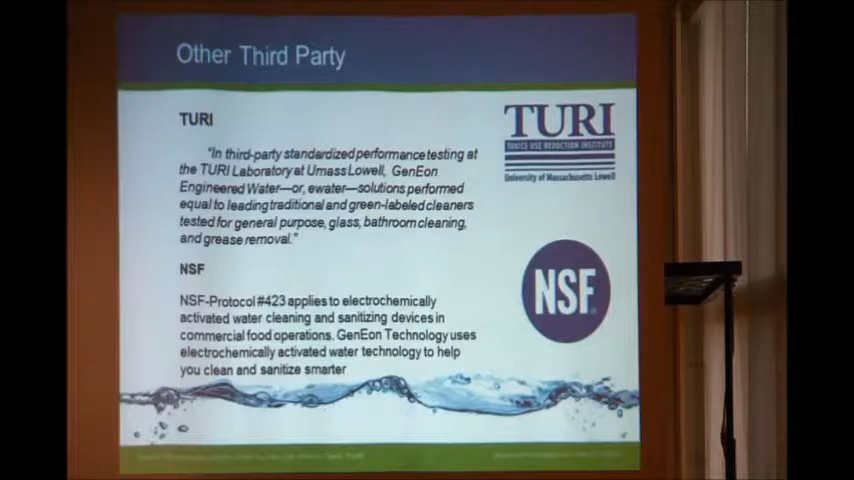 Other Third Party
TURI
"In third-party standardized performance testing at
the TURI Laboratory at Umass Lowell, GenEon
Engineered Water—or, ewater—solutions performed
equal to leading traditional and green-labeled cleaners
tested for general purpose, glass, bathroom cleaning,
and grease removal."
NSF
NSF-Protocol #423 applies to electrochemically
activated water cleaning and sanitizing devices in
commercial food operations. GenEon Technology uses
electrochemically activated water technology to help
you clean and sanitize smarter
TURI
TOXICS USE REDUCTION INSTITUTE
University of Massachusetts Lowell
NSF